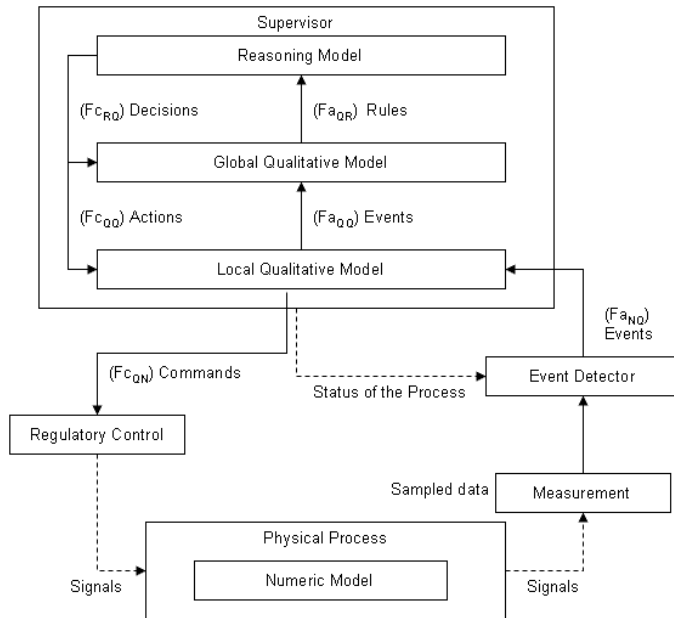 Supervisor
Reasoning Model
(Fc_RQ) Decisions
(Fa_QR) Rules
Global Qualitative Model
(Fc_QQ) Actions
(Fa_QQ) Events
Local Qualitative Model
(Fa_NQ)
Events
(Fc_QN) Commands
Status of the Process
Event Detector
Regulatory Control
Sampled data
Measurement
Physical Process
Signals
Numeric Model
Signals